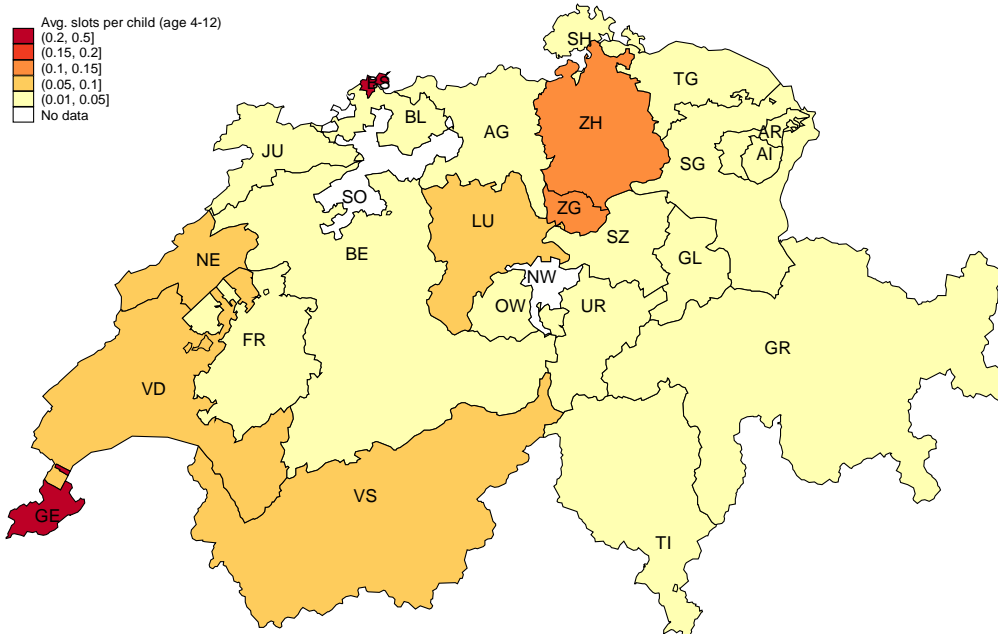 Avg. slots per child (age 4-12)
(0.2, 0.5]
(0.15, 0.2]
(0.1, 0.15]
(0.05, 0.1]
(0.01, 0.05]
No data
SH
BS
TG
BL
ZH
AG
AR
JU
AI
SG
SO
ZG
LU
SZ
BE
NE
GL
NW
OW
UR
FR
GR
VD
VS
GE
TI